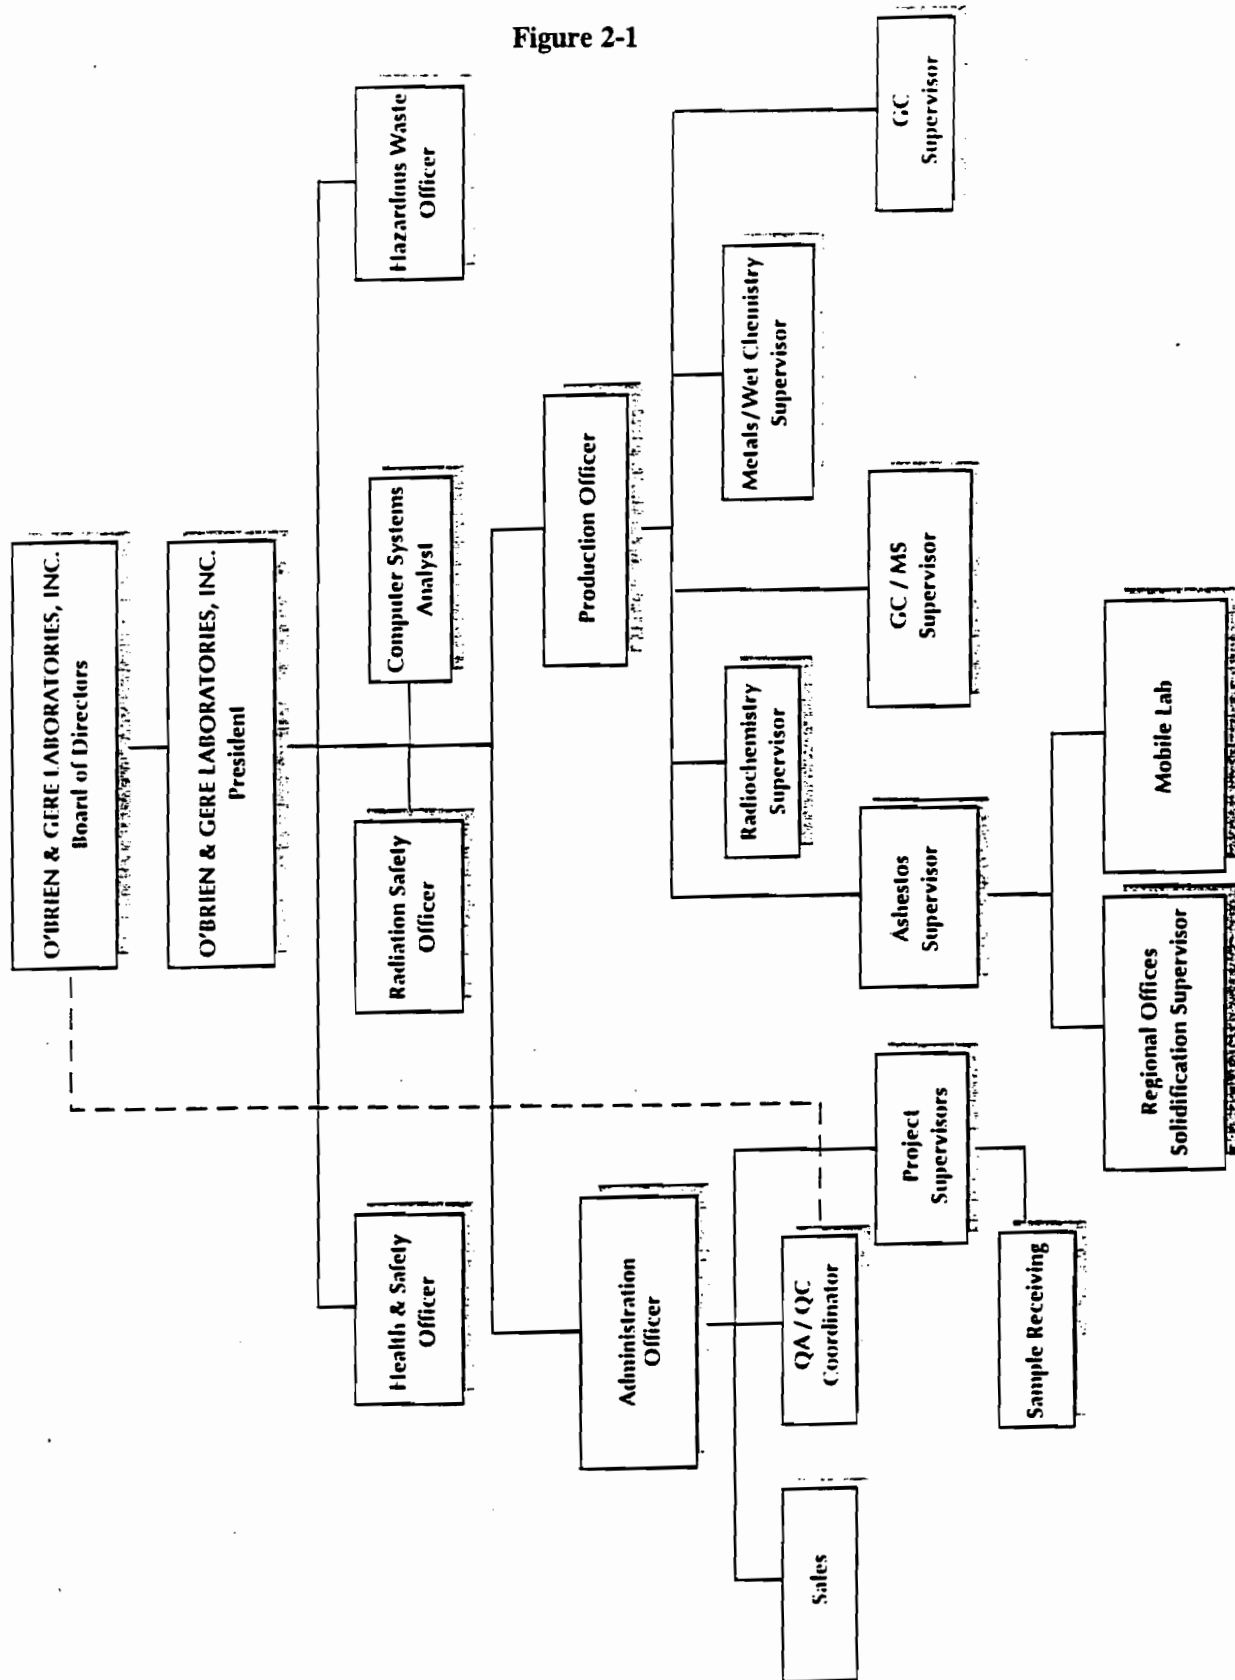 Figure 2-1
O'BRIEN & GERE LABORATORIES, INC.
Board of Directors
O'BRIEN & GERE LABORATORIES, INC.
President
Health & Safety
Officer
Radiation Safety
Officer
Computer Systems
Analyst
Hazardous Waste
Officer
Administration
Officer
Production Officer
Sales
QA / QC
Coordinator
Project
Supervisors
Sample Receiving
Asbestos
Supervisor
Radiochemistry
Supervisor
GC / MS
Supervisor
Metals/Wet Chemistry
Supervisor
GC
Supervisor
Regional Offices
Solidification Supervisor
Mobile Lab